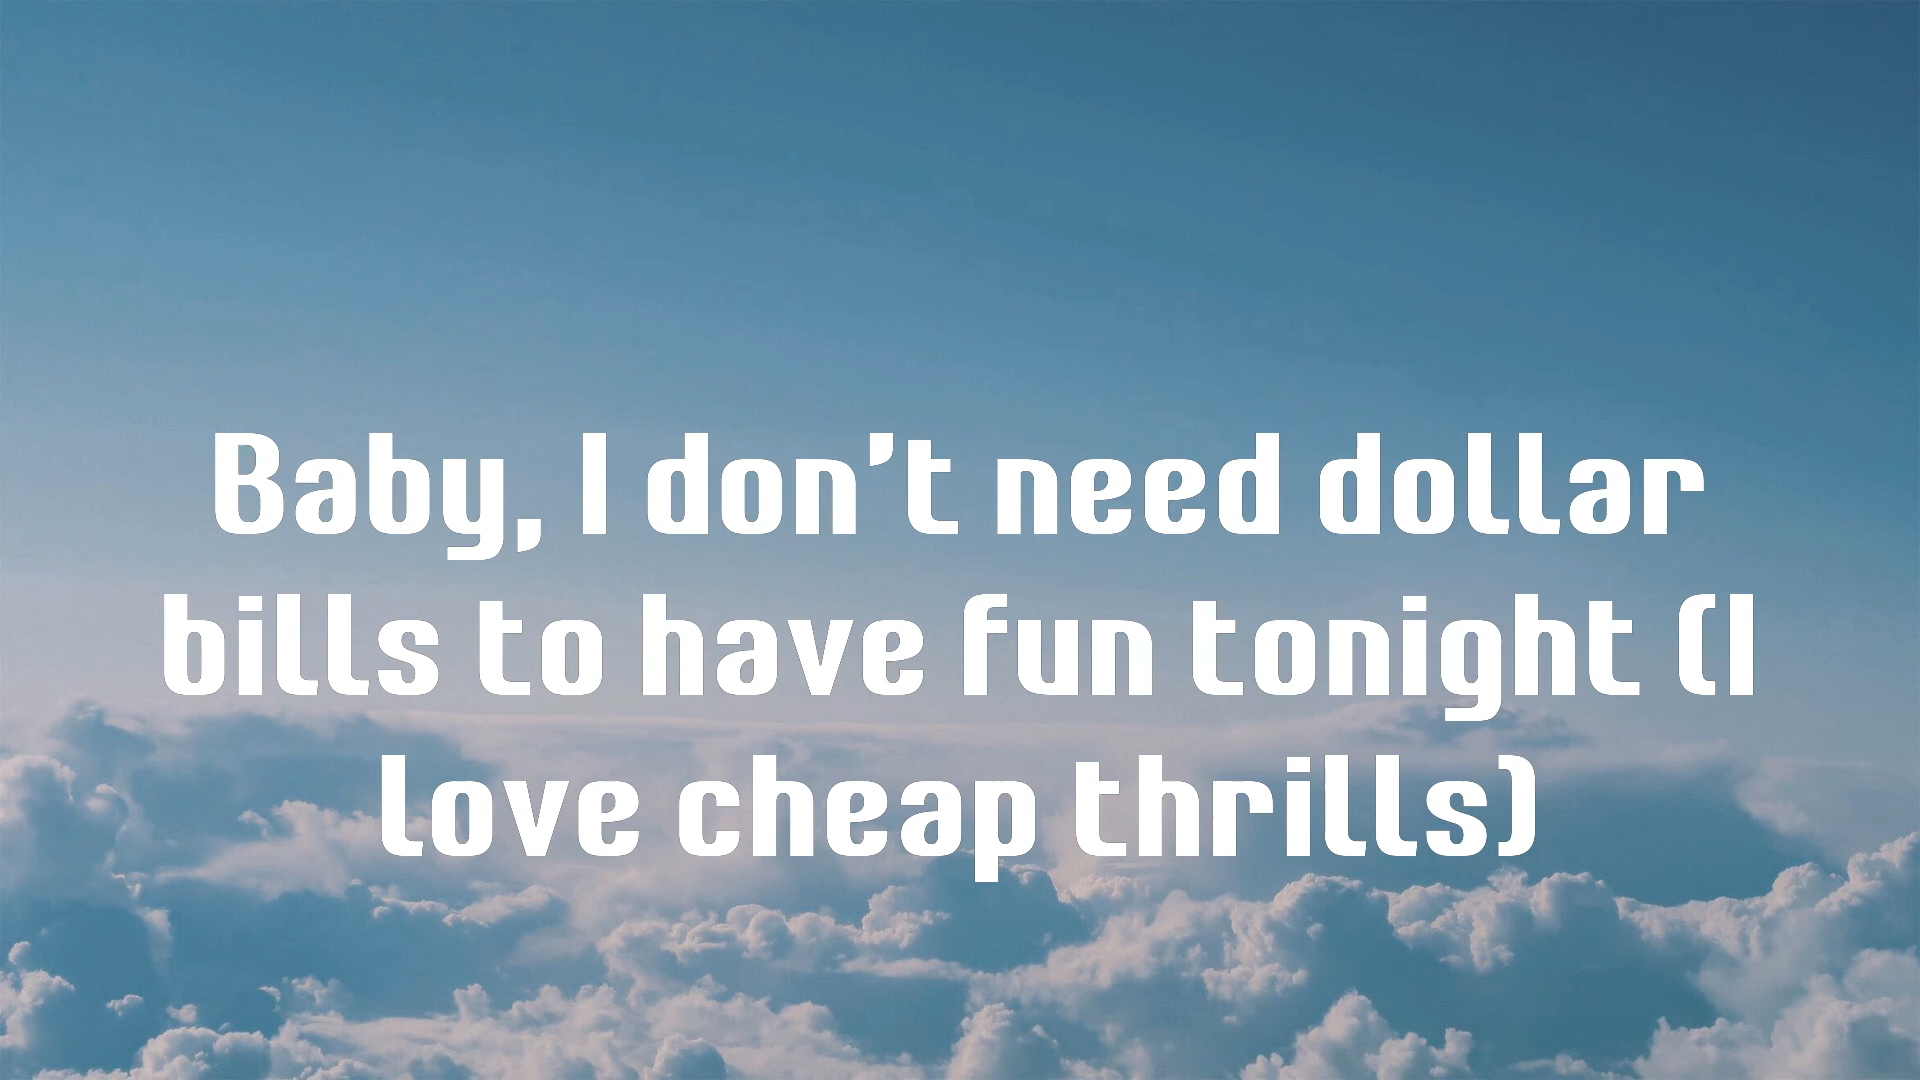 Baby, I don't need dollar
bills to have fun tonight (I
love cheap thrills)